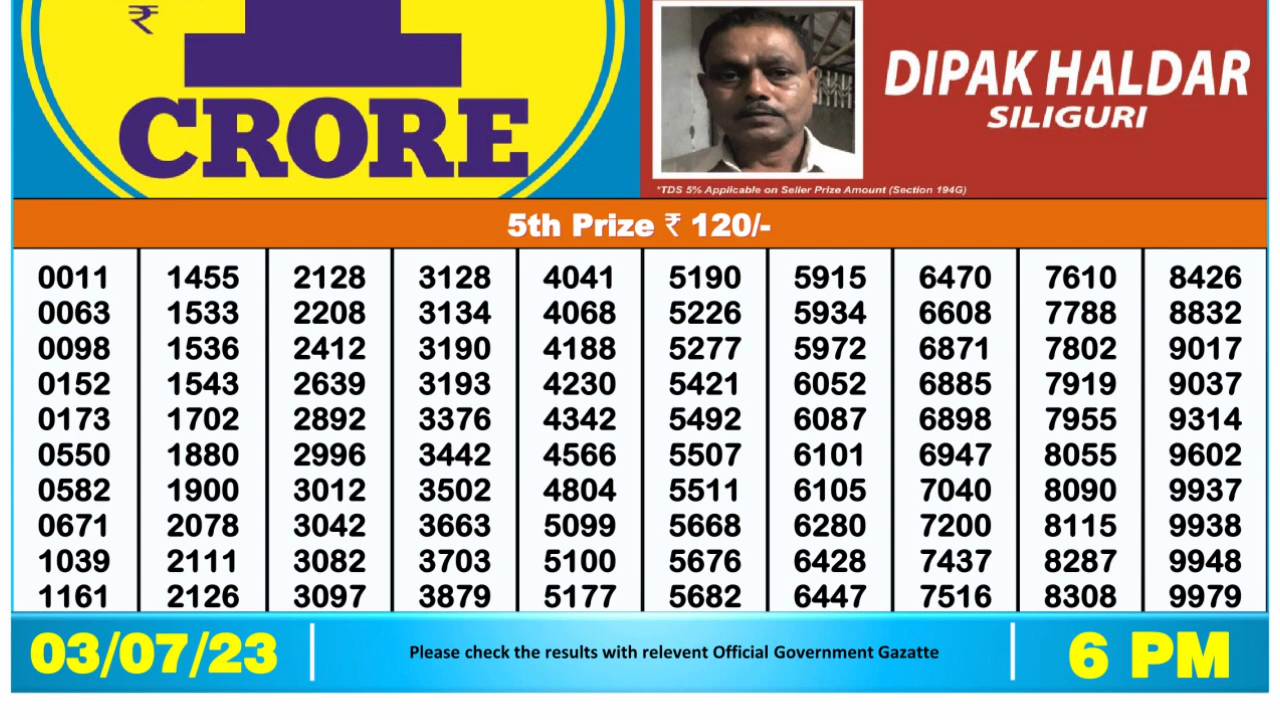 ₹
1
CRORE
DIPAK HALDAR
SILIGURI
*TDS 5% Applicable on Seller Prize Amount (Section 194G)
5th Prize ₹ 120/-
0011 1455 2128 3128 4041 5190 5915 6470 7610 8426
0063 1533 2208 3134 4068 5226 5934 6608 7788 8832
0098 1536 2412 3190 4188 5277 5972 6871 7802 9017
0152 1543 2639 3193 4230 5421 6052 6885 7919 9037
0173 1702 2892 3376 4342 5492 6087 6898 7955 9314
0550 1880 2996 3442 4566 5507 6101 6947 8055 9602
0582 1900 3012 3502 4804 5511 6105 7040 8090 9937
0671 2078 3042 3663 5099 5668 6280 7200 8115 9938
1039 2111 3082 3703 5100 5676 6428 7437 8287 9948
1161 2126 3097 3879 5177 5682 6447 7516 8308 9979
03/07/23
Please check the results with relevent Official Government Gazatte
6 PM